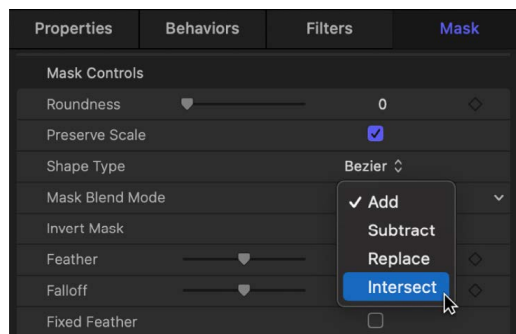 Properties Behaviors Filters Mask
Mask Controls
Roundness 0
Preserve Scale
Shape Type Bezier
Mask Blend Mode Add
Subtract
Invert Mask
Replace
Feather
Intersect
Falloff
Fixed Feather